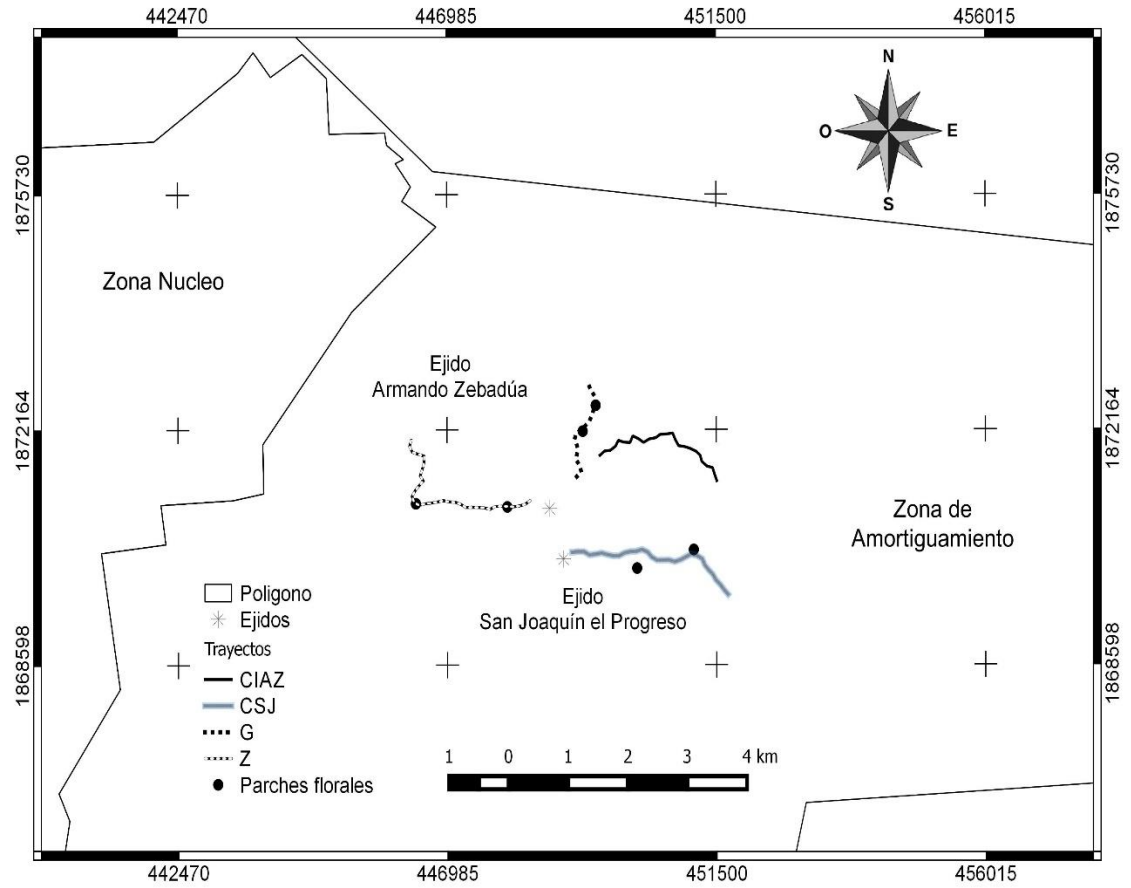 442470 446985 451500 456015
N
O E
S
1875730 1875730
Zona Nucleo
Ejido
Armando Zebadúa
1872164 1872164
Zona de
Amortiguamiento
Ejido
San Joaquín el Progreso
Poligono
Ejidos
Trayectos
CIAZ
CSJ
G
Z
Parches florales
1868598 1868598
1 0 1 2 3 4 km
442470 446985 451500 456015